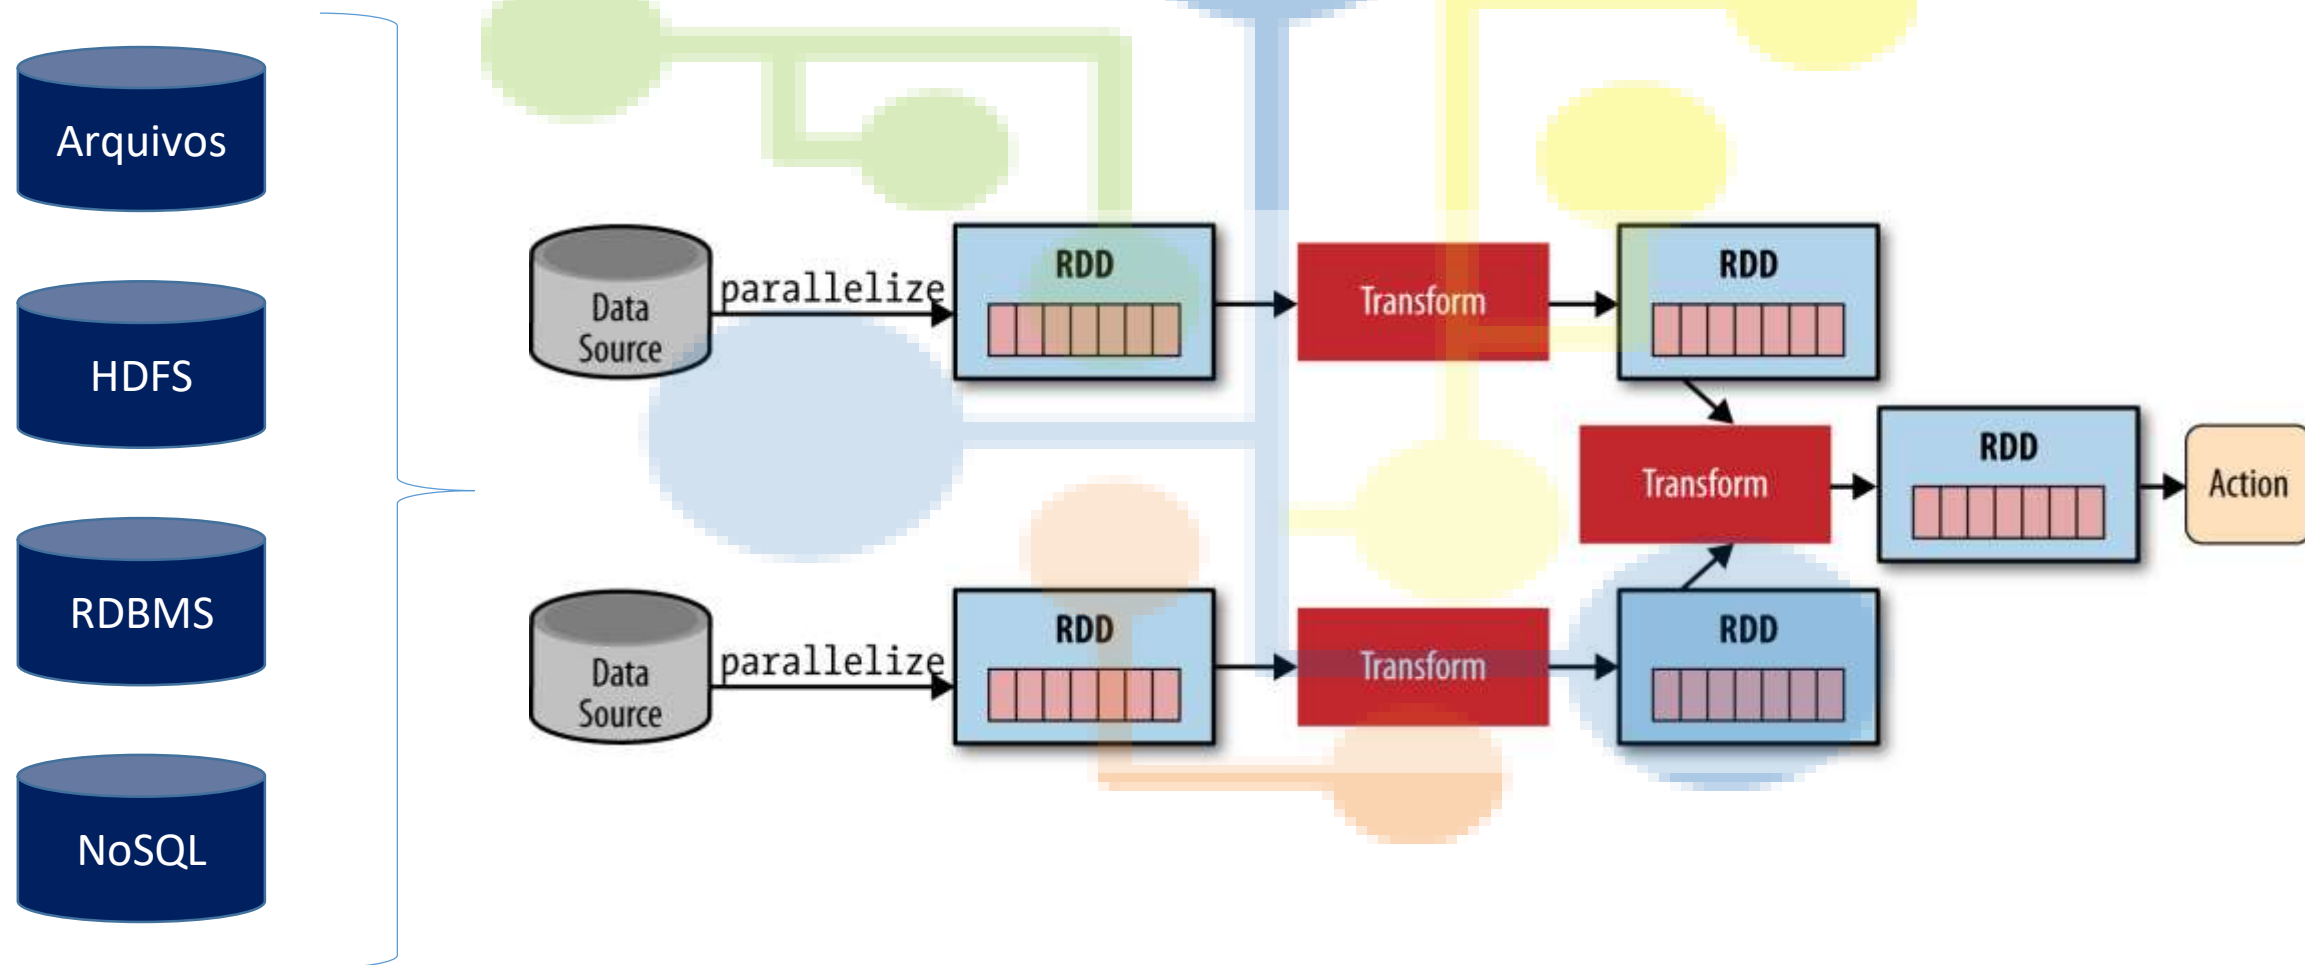 Arquivos
HDFS
RDBMS
NoSQL
Data
Source
parallelize
RDD
Transform
RDD
Transform
RDD
Action
Data
Source
parallelize
RDD
Transform
RDD